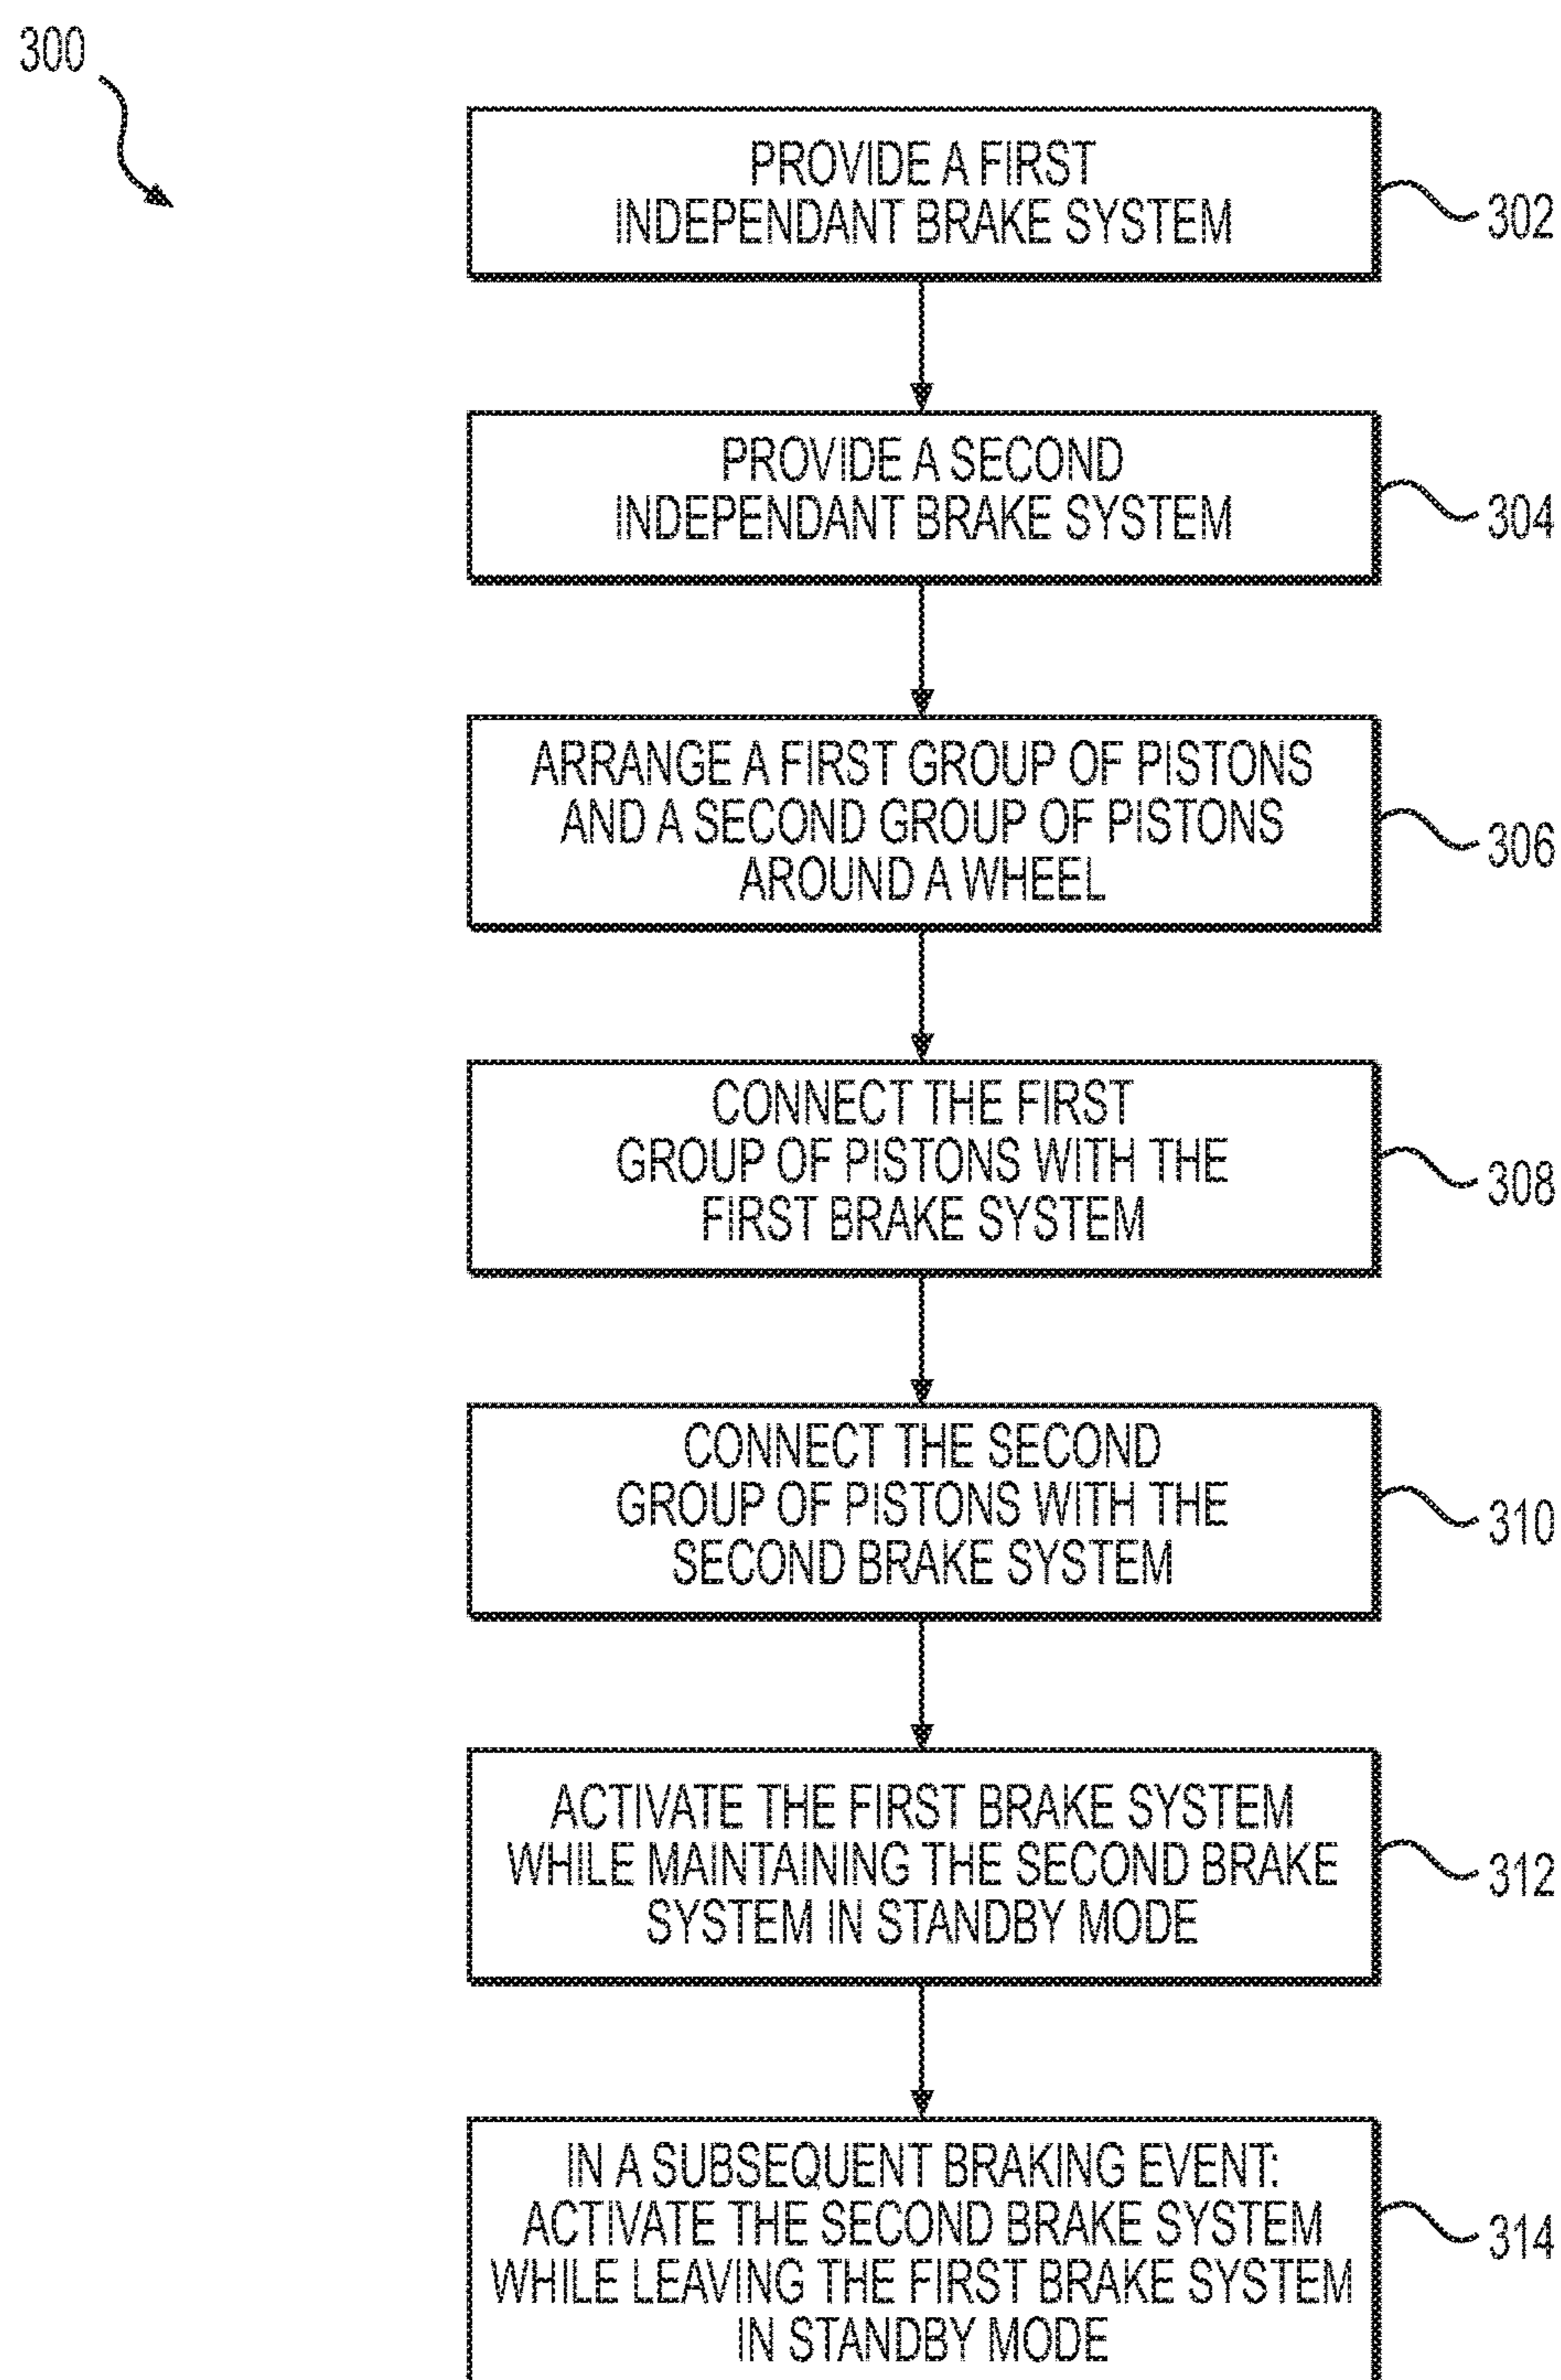 300
PROVIDE A FIRST
INDEPENDANT BRAKE SYSTEM
302
PROVIDE A SECOND
INDEPENDANT BRAKE SYSTEM
304
ARRANGE A FIRST GROUP OF PISTONS
AND A SECOND GROUP OF PISTONS
AROUND A WHEEL
306
CONNECT THE FIRST
GROUP OF PISTONS WITH THE
FIRST BRAKE SYSTEM
308
CONNECT THE SECOND
GROUP OF PISTONS WITH THE
SECOND BRAKE SYSTEM
310
ACTIVATE THE FIRST BRAKE SYSTEM
WHILE MAINTAINING THE SECOND BRAKE
SYSTEM IN STANDBY MODE
312
IN A SUBSEQUENT BRAKING EVENT:
ACTIVATE THE SECOND BRAKE SYSTEM
WHILE LEAVING THE FIRST BRAKE SYSTEM
IN STANDBY MODE
314